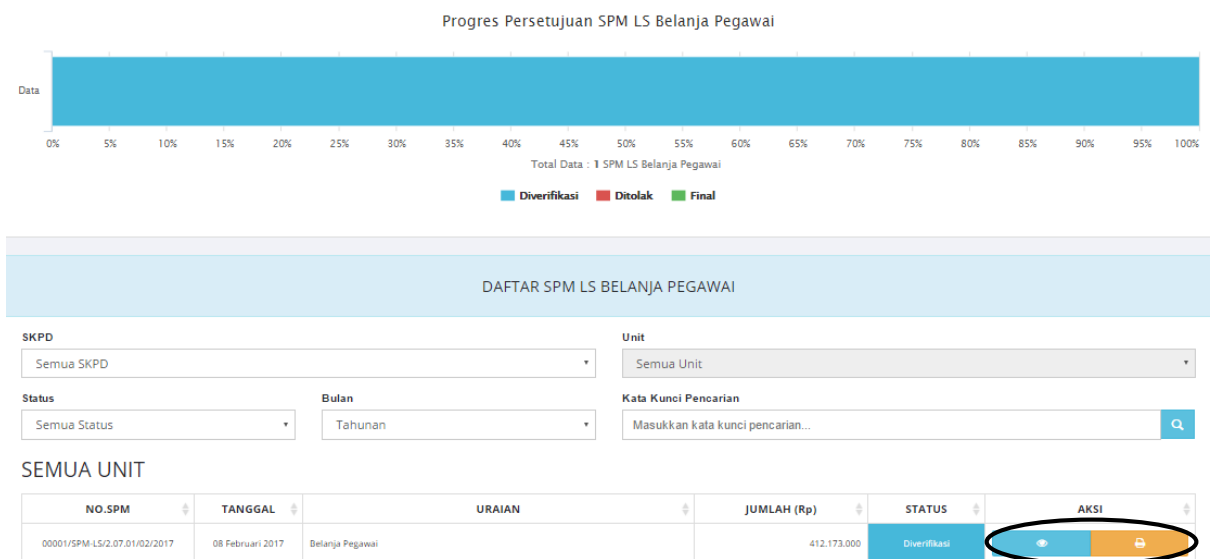 Progres Persetujuan SPM LS Belanja Pegawai
Data
0% 5% 10% 15% 20% 25% 30% 35% 40% 45% 50% 55% 60% 65% 70% 75% 80% 85% 90% 95% 100%
Total Data : 1 SPM LS Belanja Pegawai
Diverifikasi Ditolak Final
DAFTAR SPM LS BELANJA PEGAWAI
SKPD Unit
Semua SKPD Semua Unit
Status Bulan Kata Kunci Pencarian
Semua Status Tahunan Masukkan kata kunci pencarian...
SEMUA UNIT
NO.SPM TANGGAL URAIAN JUMLAH (Rp) STATUS AKSI
00001/SPM-LS/2.07.01/02/2017 08 Februari 2017 Belanja Pegawai 412.173.000 Diverifikasi